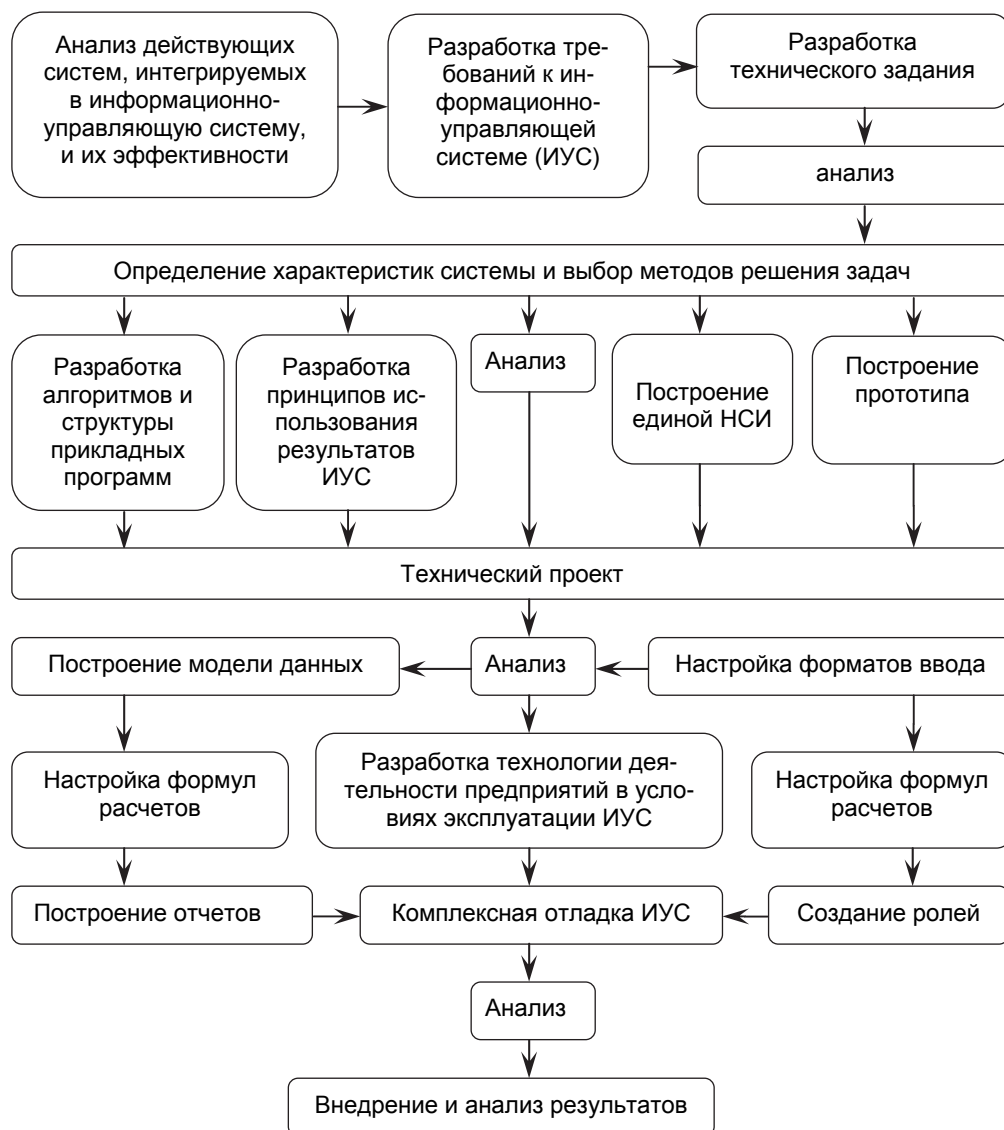 Анализ действующих
систем, интегрируемых
в информационно-
управляющую систему,
и их эффективности
Разработка тре-
бований к ин-
формационно-
управляющей
системе (ИУС)
Разработка
технического задания
анализ
Определение характеристик системы и выбор методов решения задач
Разработка
алгоритмов и
структуры
прикладных
программ
Разработка
принципов ис-
пользования
результатов
ИУС
Анализ
Построение
единой НСИ
Построение
прототипа
Технический проект
Построение модели данных
Анализ
Настройка форматов ввода
Настройка формул
расчетов
Разработка технологии дея-
тельности предприятий в усло-
виях эксплуатации ИУС
Настройка формул
расчетов
Построение отчетов
Комплексная отладка ИУС
Создание ролей
Анализ
Внедрение и анализ результатов